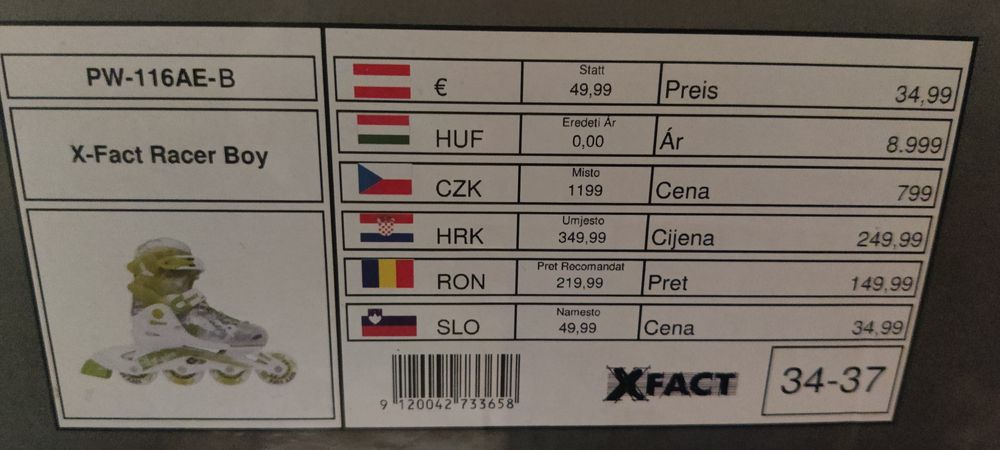 PW-116AE-B
X-Fact Racer Boy
€ Statt 49,99 Preis 34,99
HUF Eredeti Ár 0,00 Ár 8.999
CZK Misto 1199 Cena 799
HRK Umjesto 349,99 Cijena 249,99
RON Pret Recomandat 219,99 Pret 149,99
SLO Namesto 49,99 Cena 34,99
9 120042 733658
XFACT
34-37